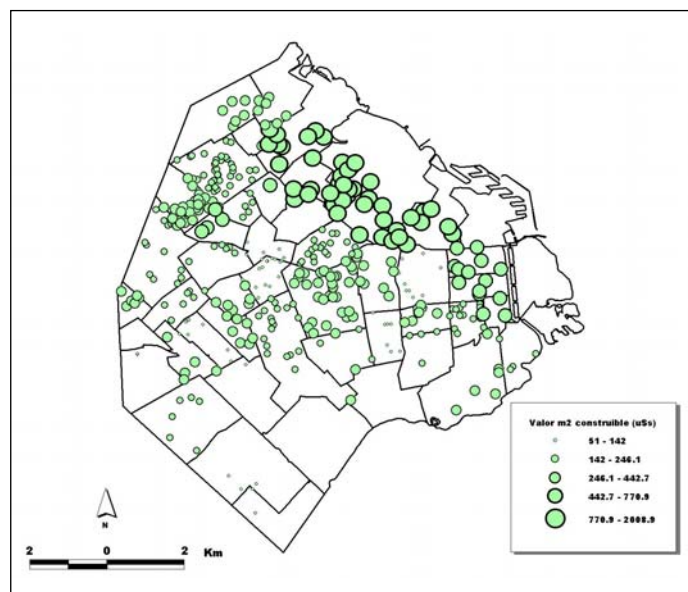 Valor m2 construible (u$s)
51 - 142
142 - 246.1
246.1 - 442.7
442.7 - 770.9
770.9 - 2008.9
N
2 0 2 Km